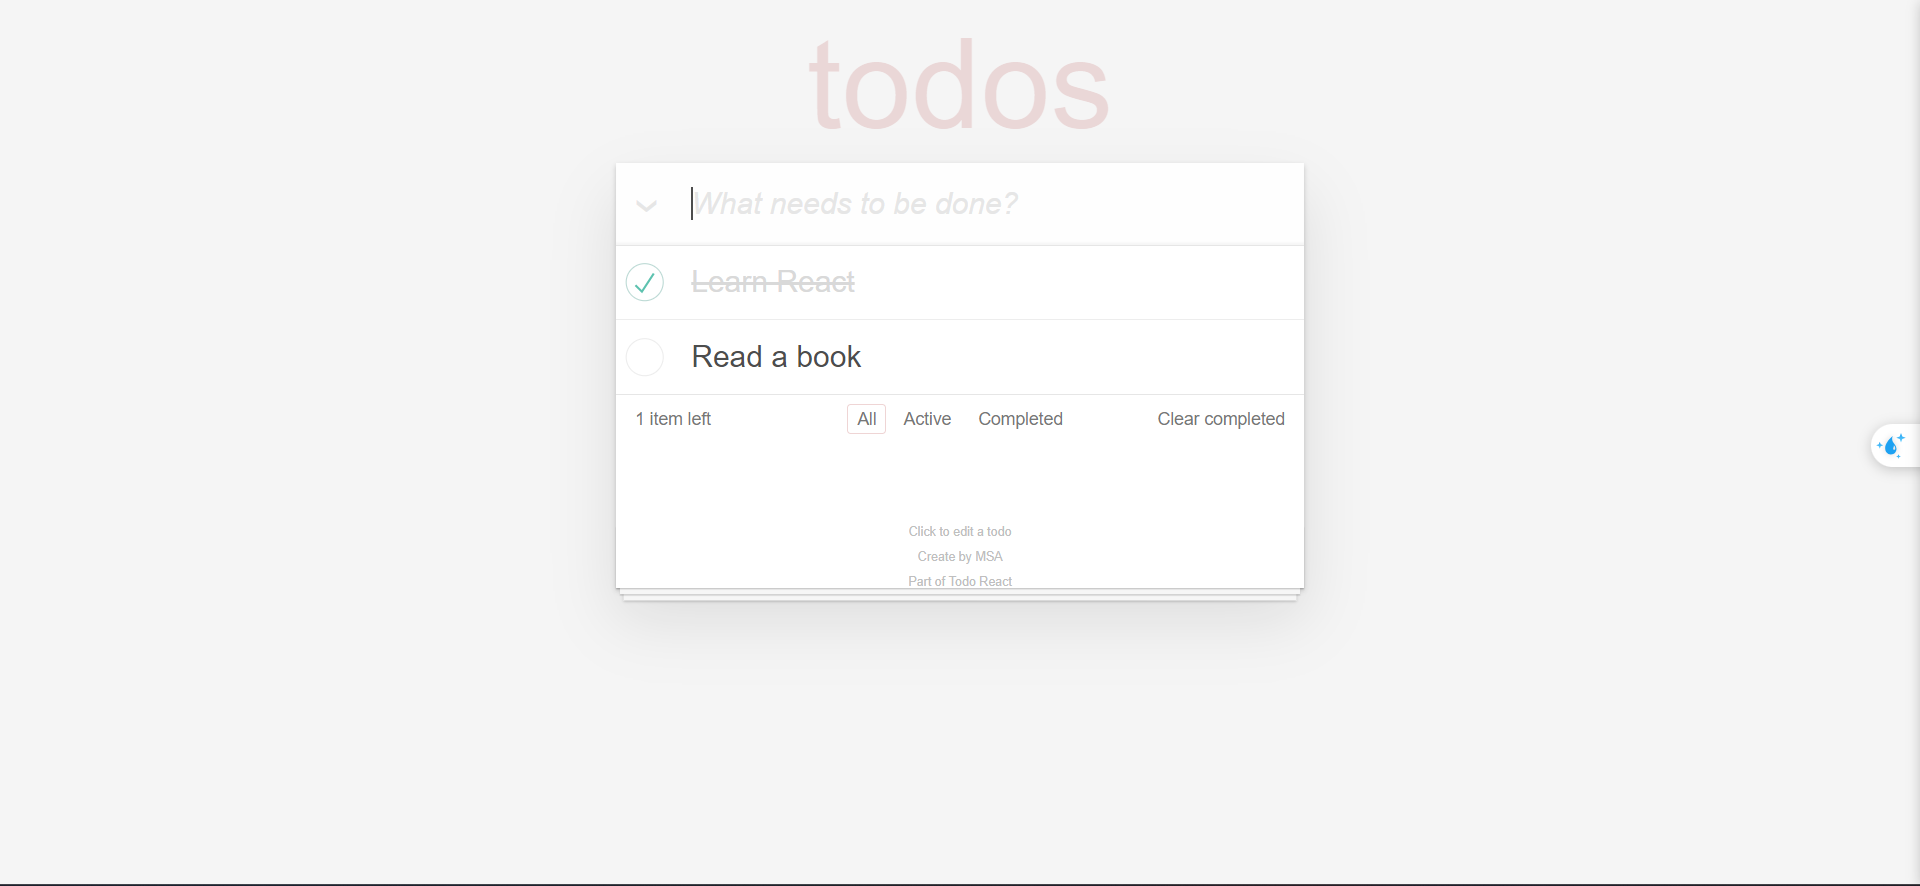 todos
What needs to be done?
Learn React
Read a book
1 item left All Active Completed Clear completed
Click to edit a todo
Create by MSA
Part of Todo React